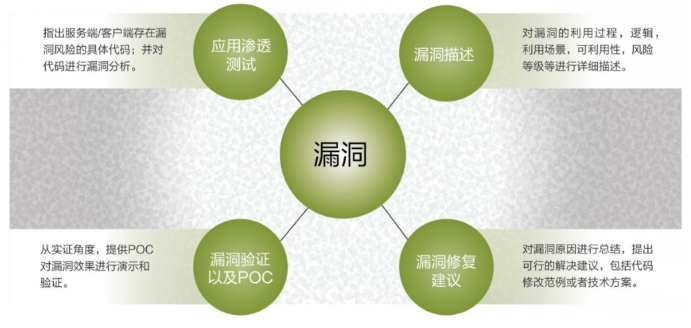 指出服务端/客户端存在漏
洞风险的具体代码；并对
代码进行漏洞分析。
应用渗透
测试
漏洞描述
对漏洞的利用过程，逻辑，
利用场景，可利用性，风险
等级等进行详细描述。
漏洞
从实证角度，提供POC
对漏洞效果进行演示和
验证。
漏洞验证
以及POC
漏洞修复
建议
对漏洞原因进行总结，提出
可行的解决建议，包括代码
修改范例或者技术方案。